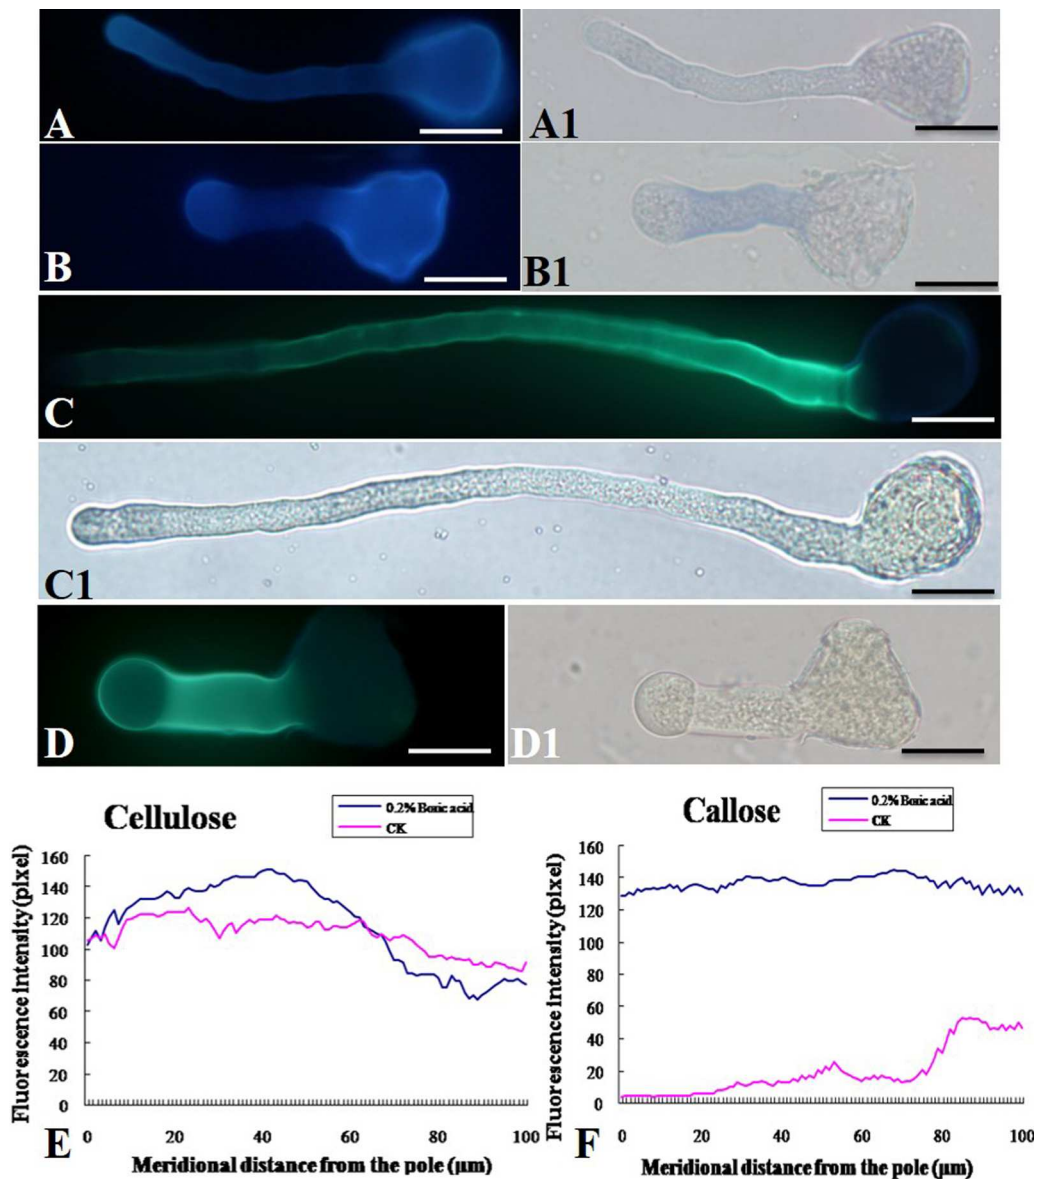 A
A1
B
B1
C
C1
D
D1
Cellulose
0.2% Boric acid
CK
Fluorescence intensity (pixel)
160
140
120
100
80
60
40
20
0
0 20 40 60 80 100
Meridional distance from the pole (μm)
E
Callose
0.2% Boric acid
CK
Fluorescence intensity (pixel)
160
140
120
100
80
60
40
20
0
0 20 40 60 80 100
Meridional distance from the pole (μm)
F